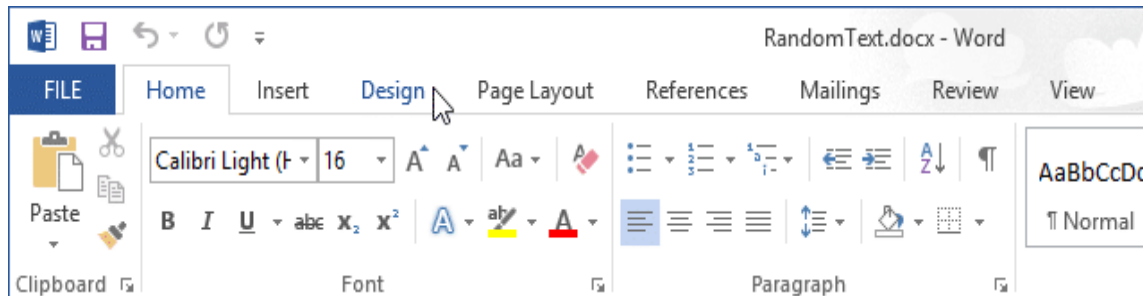 RandomText.docx - Word
FILE Home Insert Design Page Layout References Mailings Review View
Calibri Light (H 16 A A Aa A Z ¶
Paste B I U abc X₂ X² A ab A
AaBbCcDc
¶ Normal
Clipboard Font Paragraph